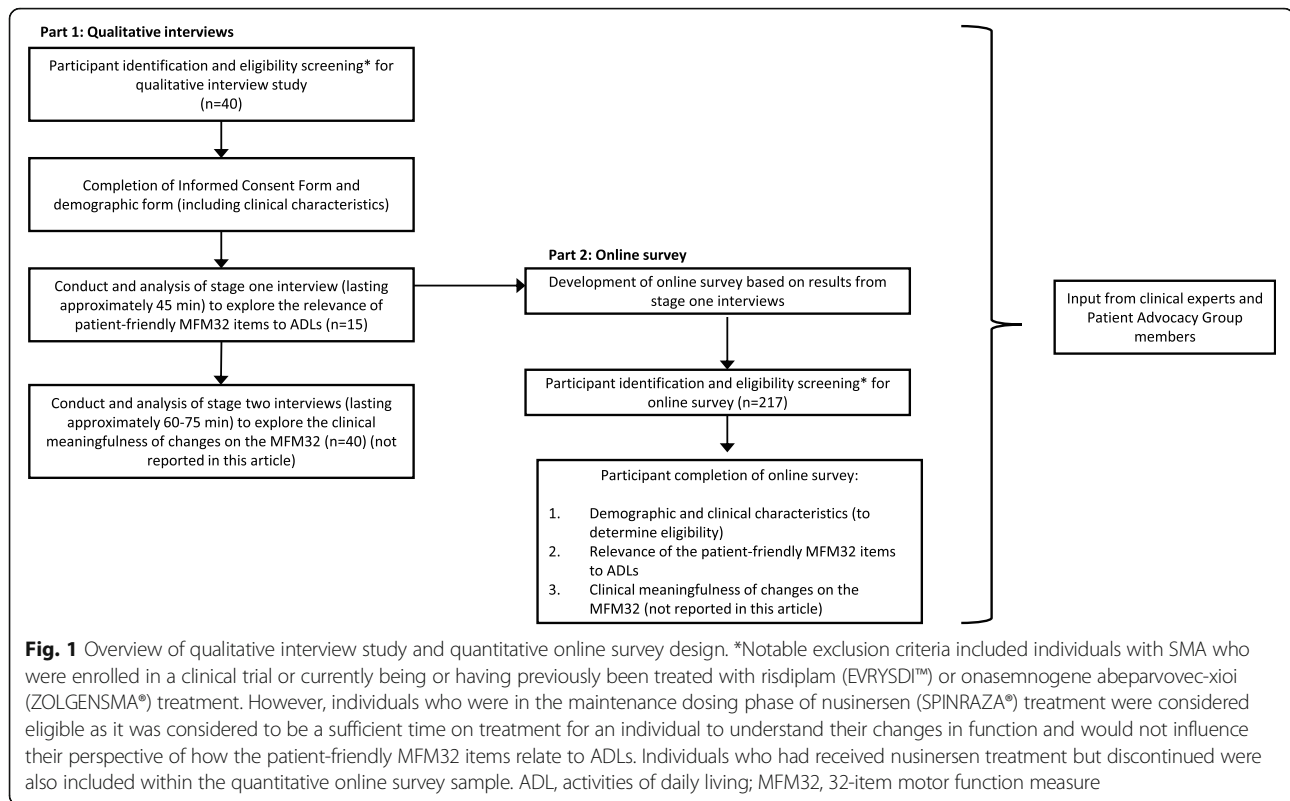 Part 1: Qualitative interviews
Participant identification and eligibility screening* for
qualitative interview study
(n=40)
Completion of Informed Consent Form and
demographic form (including clinical characteristics)
Conduct and analysis of stage one interview (lasting
approximately 45 min) to explore the relevance of
patient-friendly MFM32 items to ADLs (n=15)
Conduct and analysis of stage two interviews (lasting
approximately 60-75 min) to explore the clinical
meaningfulness of changes on the MFM32 (n=40) (not
reported in this article)
Part 2: Online survey
Development of online survey based on results from
stage one interviews
Participant identification and eligibility screening* for
online survey (n=217)
Participant completion of online survey:
1. Demographic and clinical characteristics (to
determine eligibility)
2. Relevance of the patient-friendly MFM32 items
to ADLs
3. Clinical meaningfulness of changes on the
MFM32 (not reported in this article)
Input from clinical experts and
Patient Advocacy Group
members
Fig. 1 Overview of qualitative interview study and quantitative online survey design. *Notable exclusion criteria included individuals with SMA who
were enrolled in a clinical trial or currently being or having previously been treated with risdiplam (EVRYSDI™) or onasemnogene abeparvovec-xioi
(ZOLGENSMA®) treatment. However, individuals who were in the maintenance dosing phase of nusinersen (SPINRAZA®) treatment were considered
eligible as it was considered to be a sufficient time on treatment for an individual to understand their changes in function and would not influence
their perspective of how the patient-friendly MFM32 items relate to ADLs. Individuals who had received nusinersen treatment but discontinued were
also included within the quantitative online survey sample. ADL, activities of daily living; MFM32, 32-item motor function measure